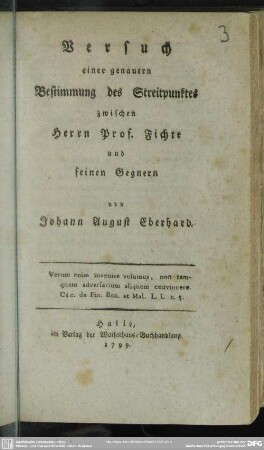 3
Versuch
einer genauern
Bestimmung des Streitpunktes
zwischen
Herrn Prof. Fichte
und
seinen Gegnern
von
Johann August Eberhard.
Verum enim invenire volumus, non tam-
quam adversarium aliquem convincere.
Cic. de Fin. Bon. et Mal. L. I. c. 5.
Halle,
im Verlag der Waisenhaus-Buchhandlung.
1799.
DFG